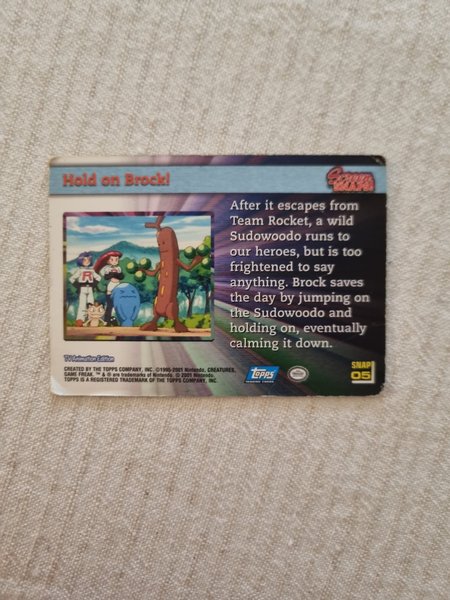 Hold on Brock!
Screen
SNAPS
After it escapes from
Team Rocket, a wild
Sudowoodo runs to
our heroes, but is too
frightened to say
anything. Brock saves
the day by jumping on
the Sudowoodo and
holding on, eventually
calming it down.
R
TV Animation Edition
CREATED BY THE TOPPS COMPANY, INC. ©1995-2001 Nintendo, CREATURES,
GAME FREAK. ™ & ® are trademarks of Nintendo. © 2001 Nintendo.
TOPPS IS A REGISTERED TRADEMARK OF THE TOPPS COMPANY, INC.
topps
TRADING CARDS
SNAP
05